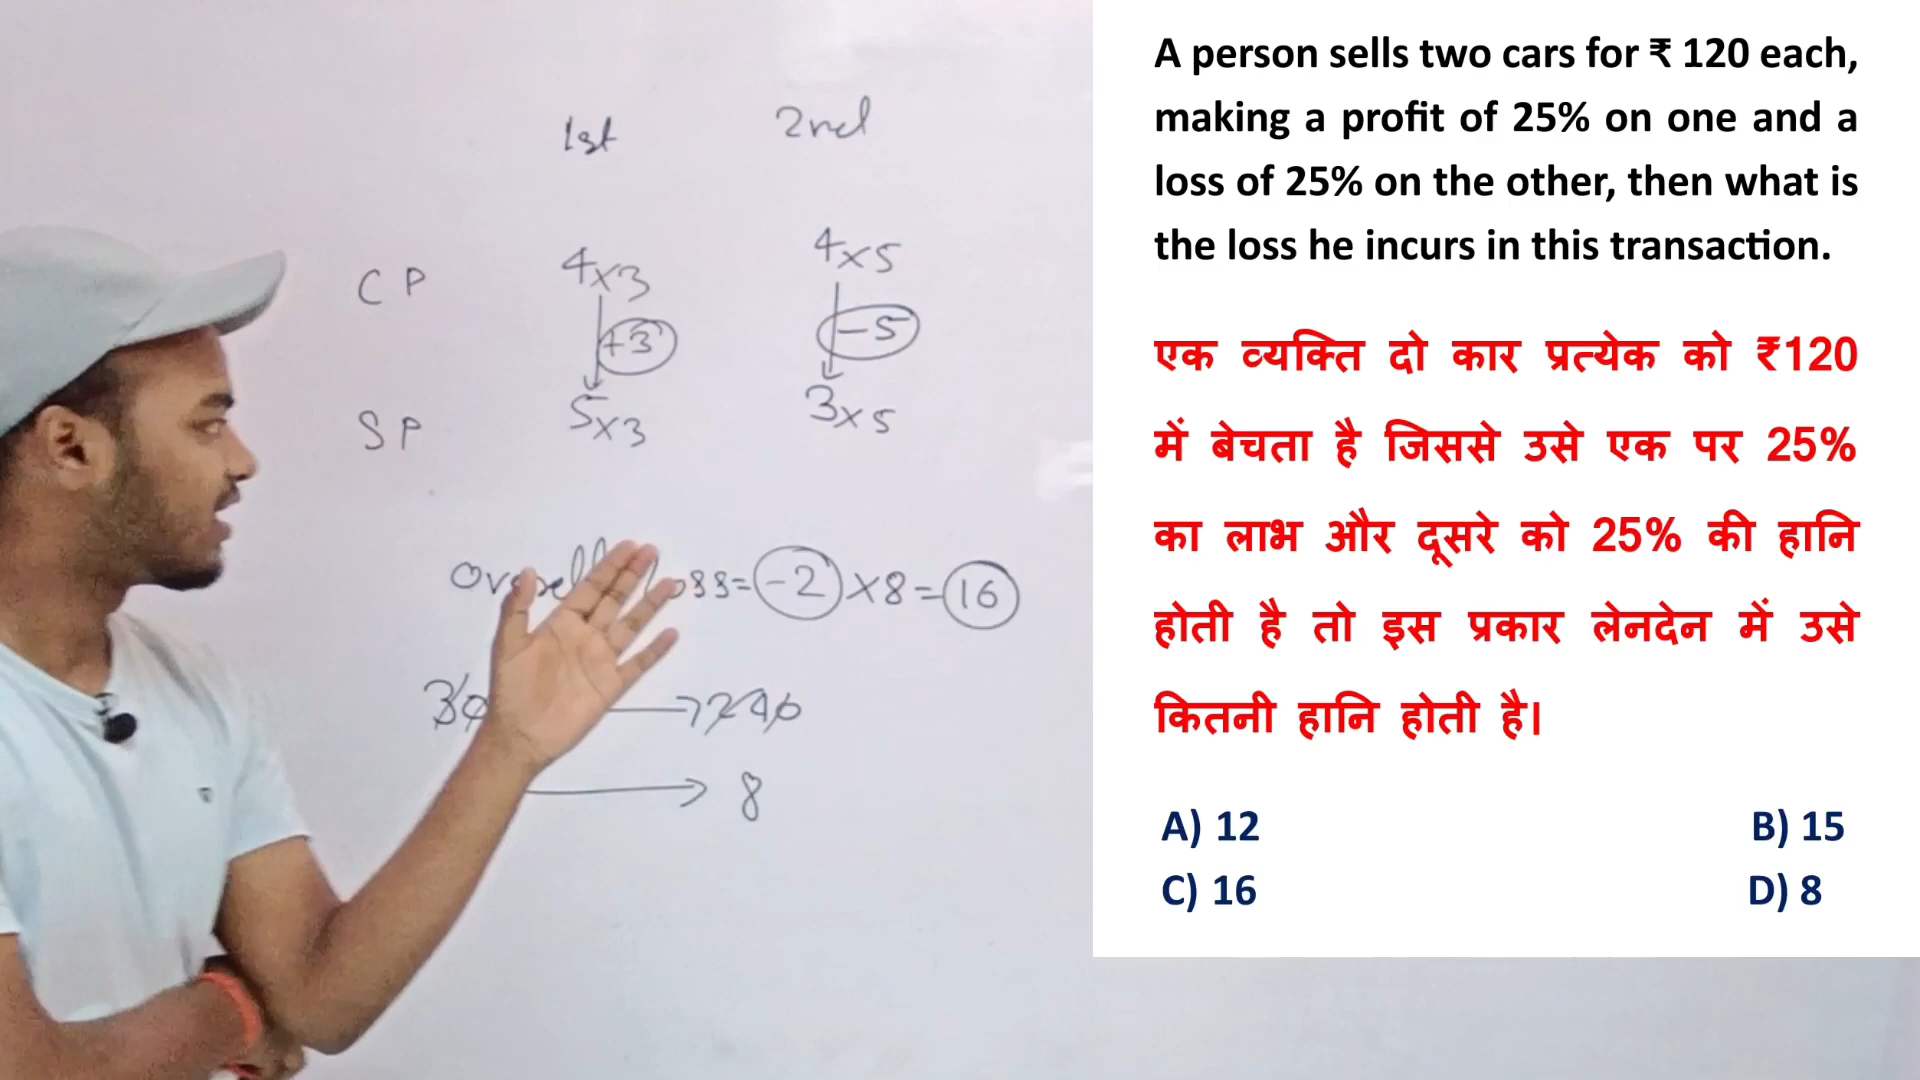 1st 2nd
CP 4x3 4x5
+3 -5
SP 5x3 3x5
loss= -2 x8= 16
240
8
A person sells two cars for ₹ 120 each,
making a profit of 25% on one and a
loss of 25% on the other, then what is
the loss he incurs in this transaction.
एक व्यक्ति दो कार प्रत्येक को ₹120
में बेचता है जिससे उसे एक पर 25%
का लाभ और दूसरे को 25% की हानि
होती है तो इस प्रकार लेनदेन में उसे
कितनी हानि होती है।
A) 12 B) 15
C) 16 D) 8